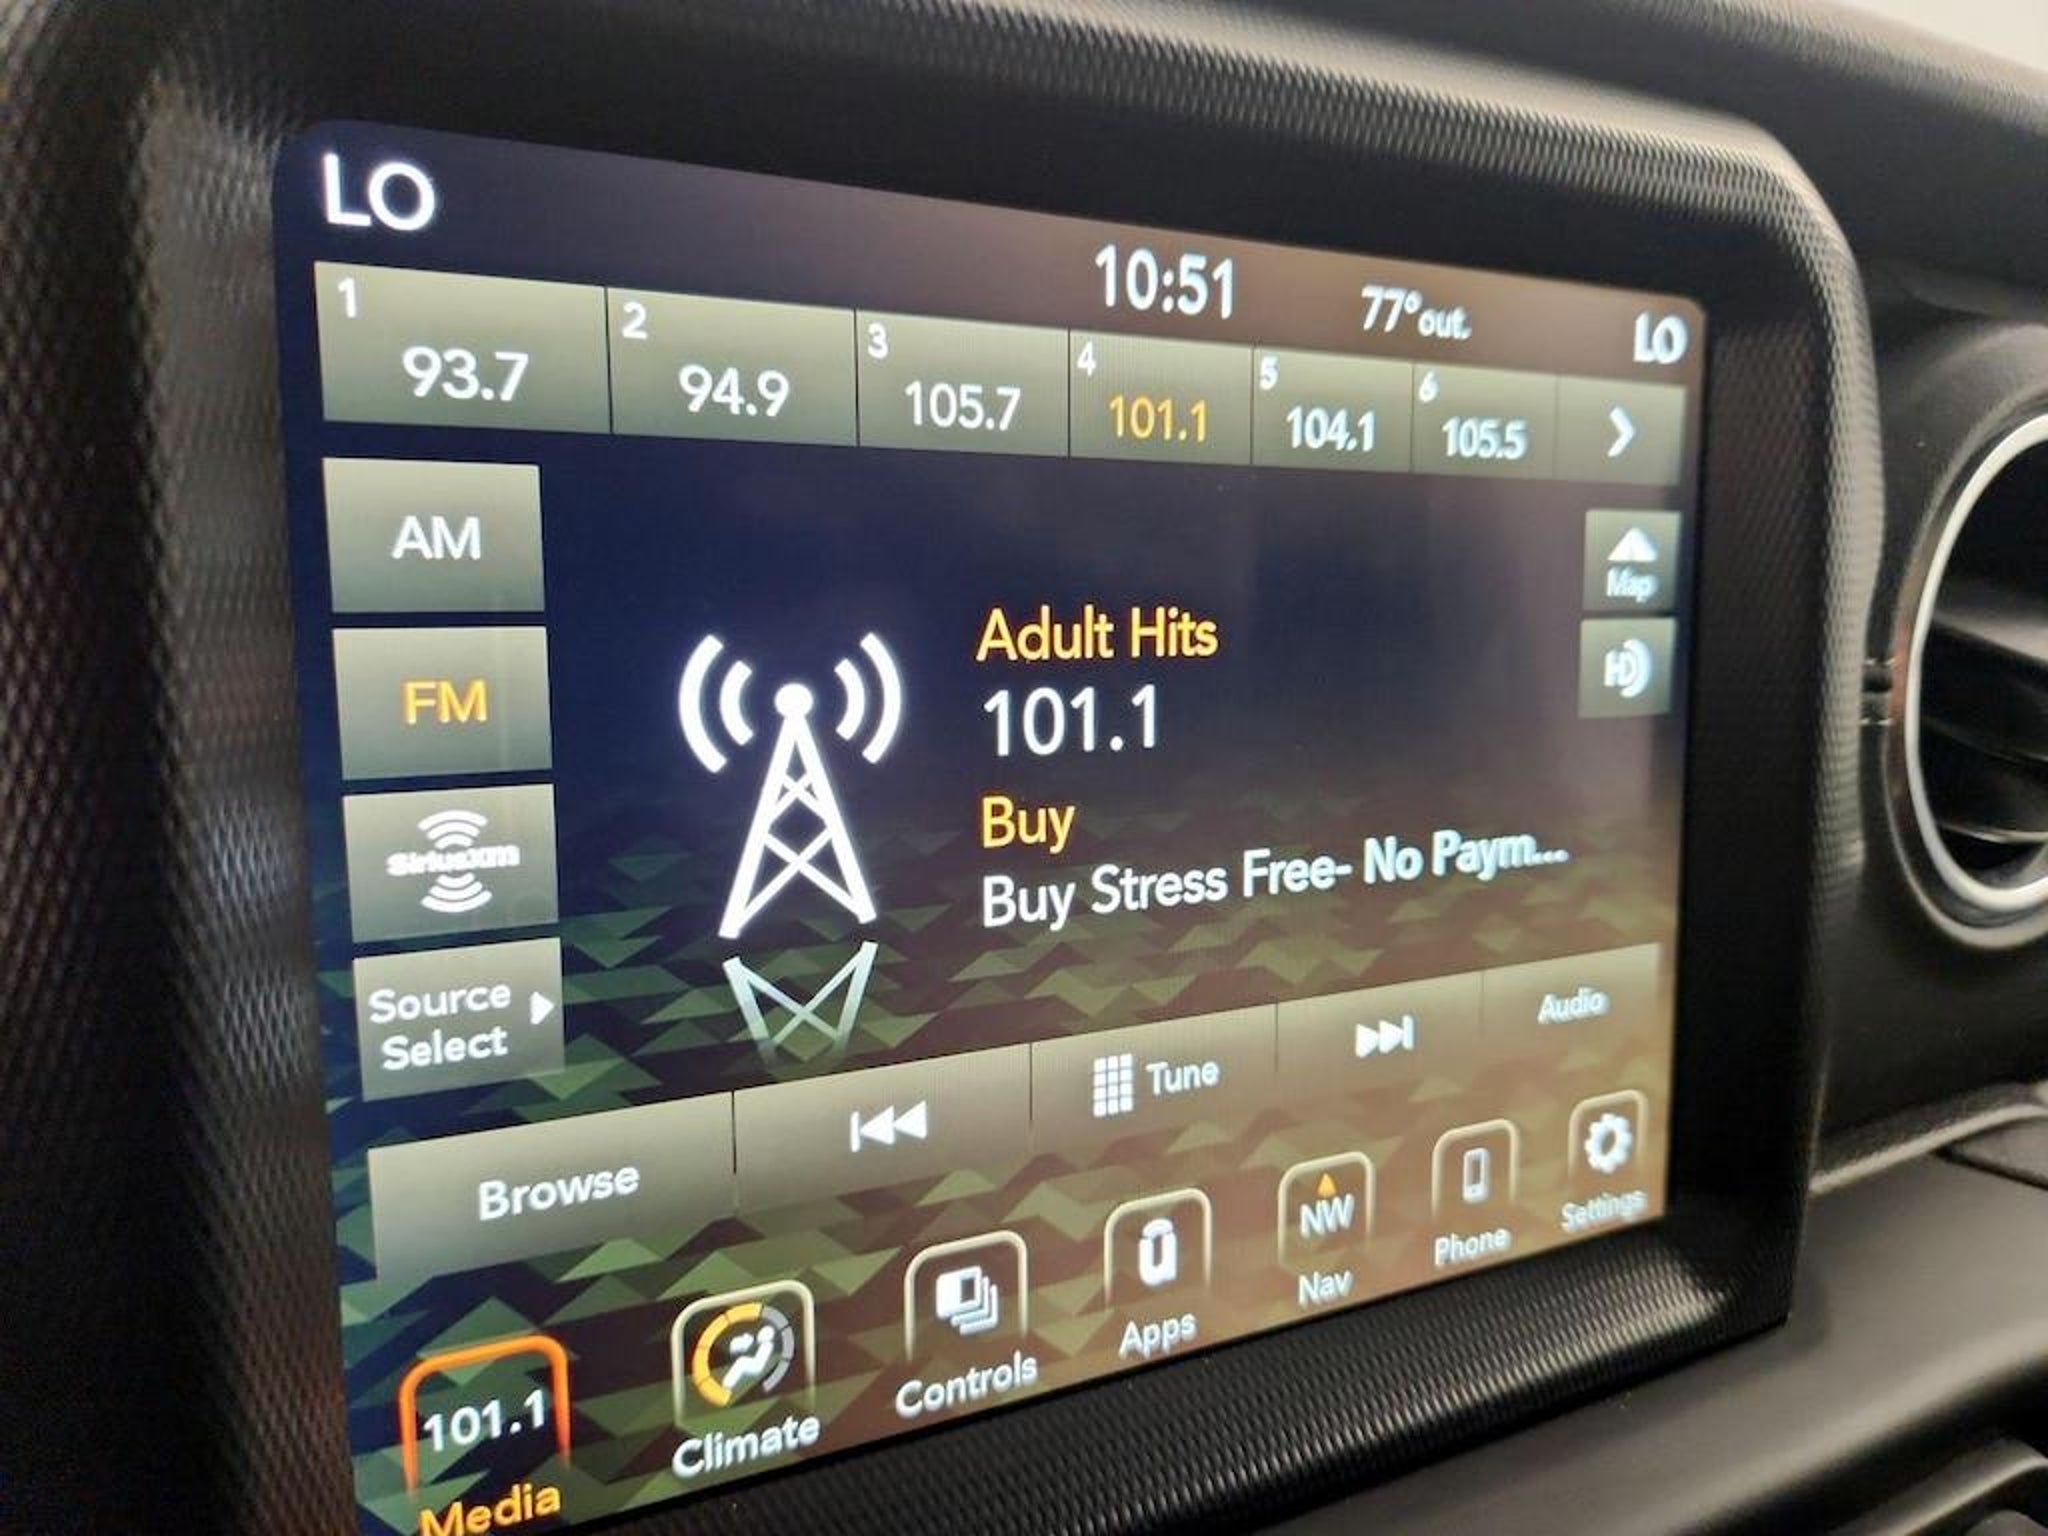 LO
10:51
77° out.
LO
1
93.7
2
94.9
3
105.7
4
101.1
5
104.1
6
105.5
AM
FM
SiriusXM
Source
Select
Adult Hits
101.1
Buy
Buy Stress Free- No Paym...
Map
HD
Browse
Tune
Audio
101.1
Media
Climate
Controls
Apps
NW
Nav
Phone
Settings